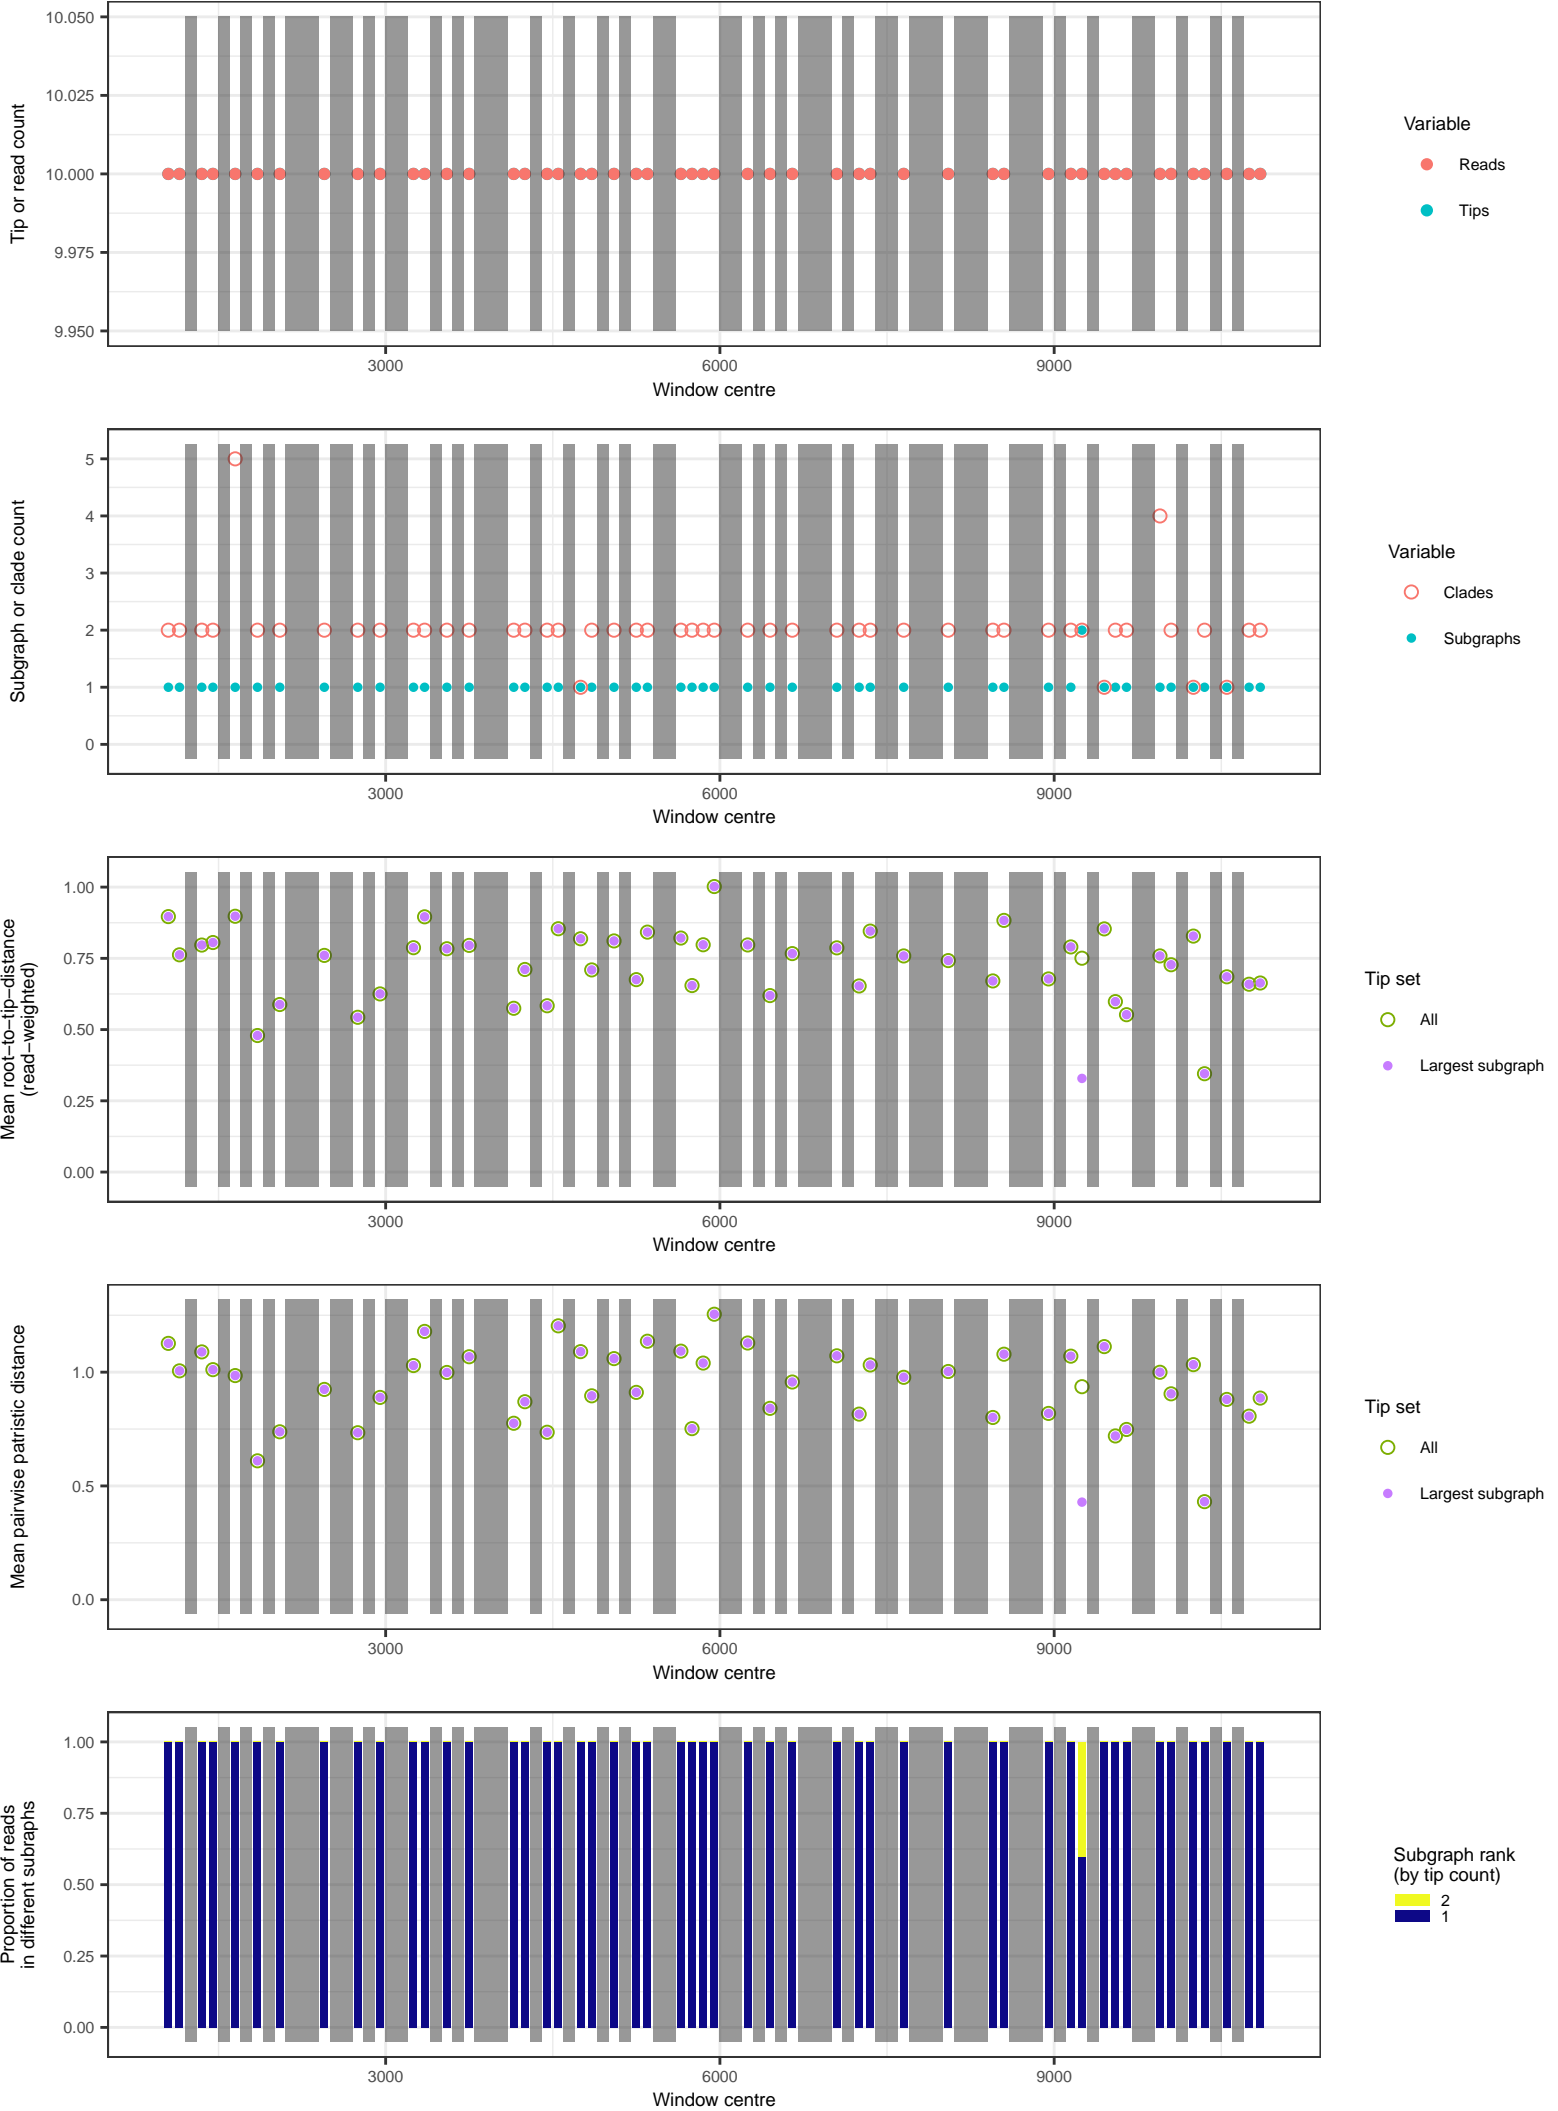 Tip or read count
10.050
10.025
10.000
9.975
9.950
3000
6000
9000
Window centre
Variable
Reads
Tips
Subgraph or clade count
5
4
3
2
1
0
3000
6000
9000
Window centre
Variable
Clades
Subgraphs
Mean root−to−tip−distance
(read−weighted)
1.00
0.75
0.50
0.25
0.00
3000
6000
9000
Window centre
Tip set
All
Largest subgraph
Mean pairwise patristic distance
1.0
0.5
0.0
3000
6000
9000
Window centre
Tip set
All
Largest subgraph
Proportion of reads
in different subraphs
1.00
0.75
0.50
0.25
0.00
3000
6000
9000
Window centre
Subgraph rank
(by tip count)
2
1